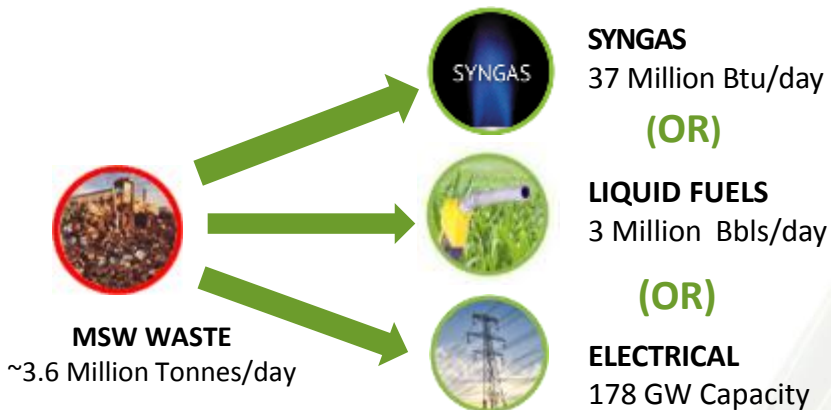 SYNGAS
SYNGAS
37 Million Btu/day
(OR)
LIQUID FUELS
3 Million Bbls/day
(OR)
MSW WASTE
~3.6 Million Tonnes/day
ELECTRICAL
178 GW Capacity